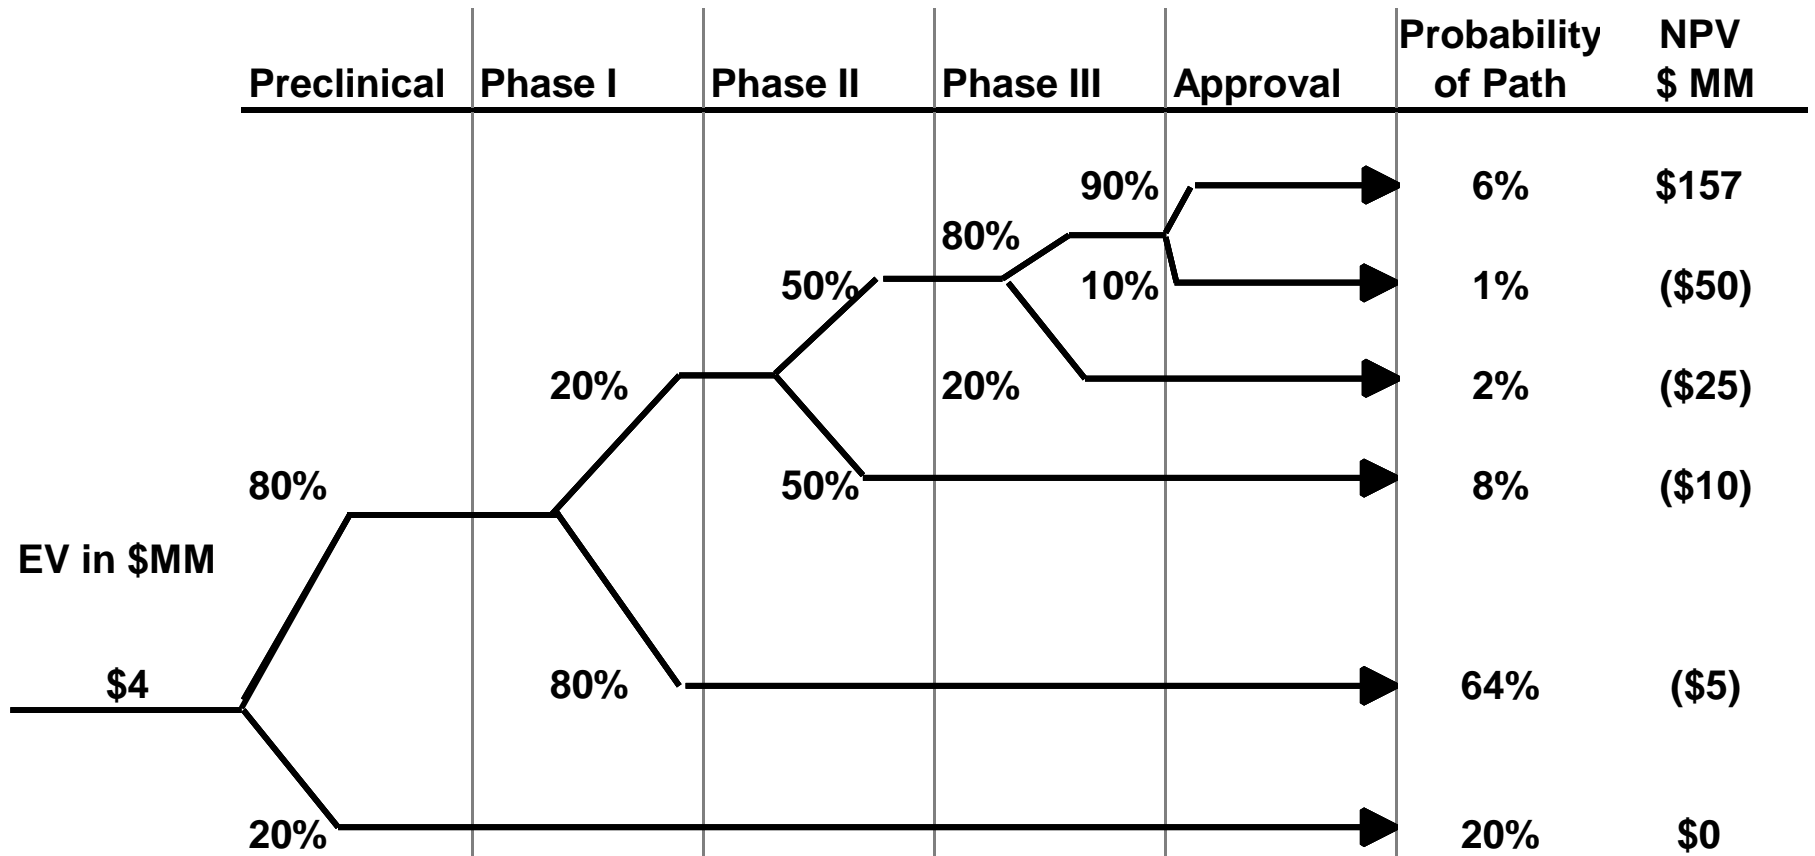 Probability NPV
Preclinical Phase I Phase II Phase III Approval of Path $ MM
90% 6% $157
80%
50% 10% 1% ($50)
20% 20% 2% ($25)
80% 50% 8% ($10)
EV in $MM
$4 80% 64% ($5)
20% 20% $0